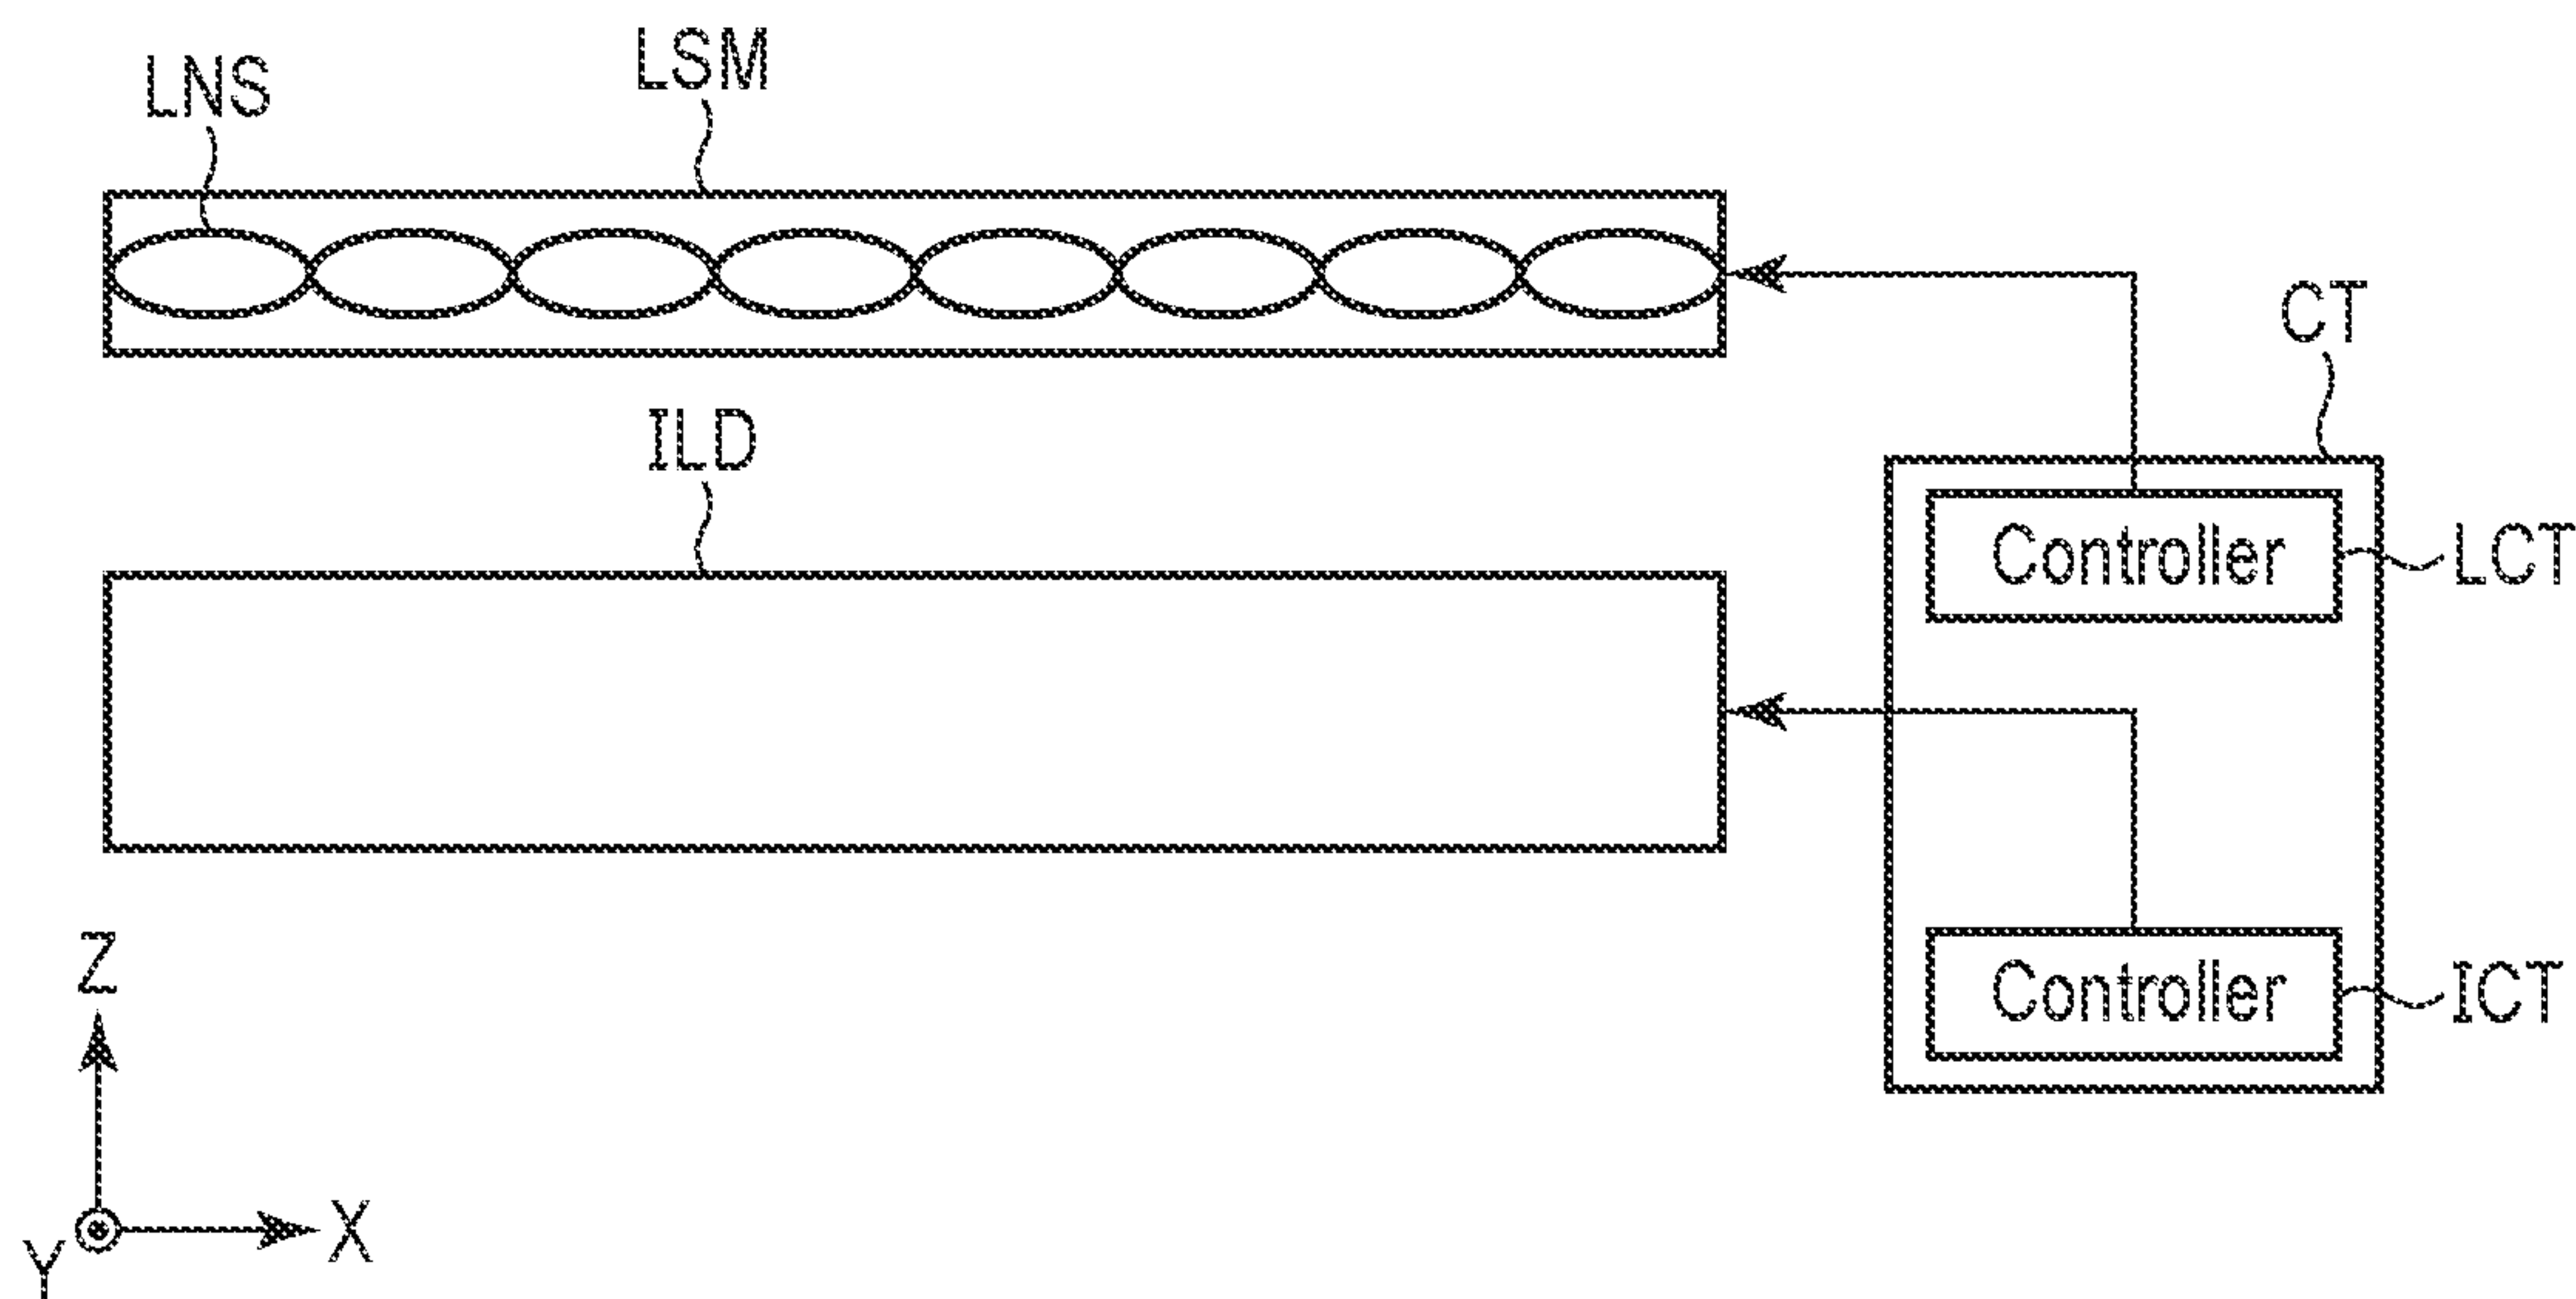 LNS
LSM
CT
ILD
Controller
LCT
Controller
ICT
Z
X
Y